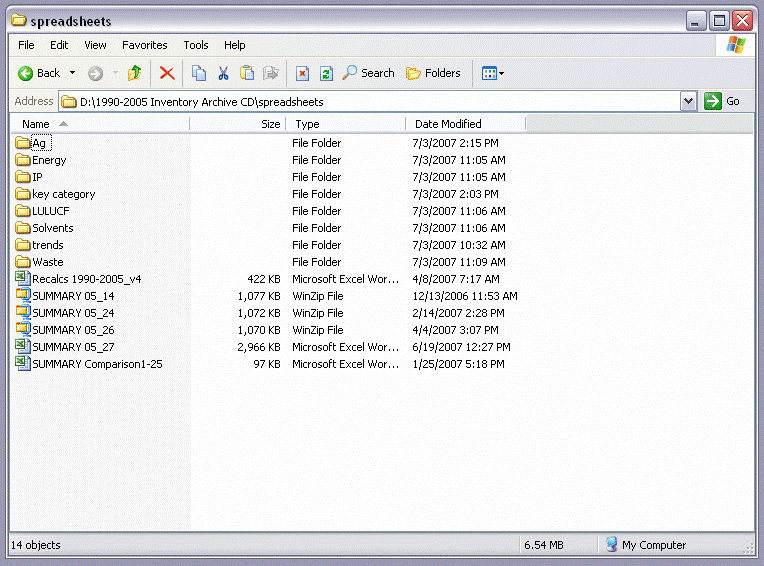 spreadsheets
File Edit View Favorites Tools Help
Back Search Folders
Address D:\1990-2005 Inventory Archive CD\spreadsheets Go
Name Size Type Date Modified
Ag File Folder 7/3/2007 2:15 PM
Energy File Folder 7/3/2007 11:05 AM
IP File Folder 7/3/2007 11:05 AM
key category File Folder 7/3/2007 2:03 PM
LULUCF File Folder 7/3/2007 11:06 AM
Solvents File Folder 7/3/2007 11:06 AM
trends File Folder 7/3/2007 10:32 AM
Waste File Folder 7/3/2007 11:09 AM
Recalcs 1990-2005_v4 422 KB Microsoft Excel Wor... 4/8/2007 7:17 AM
SUMMARY 05_14 1,077 KB WinZip File 12/13/2006 11:53 AM
SUMMARY 05_24 1,072 KB WinZip File 2/14/2007 2:28 PM
SUMMARY 05_26 1,070 KB WinZip File 4/4/2007 3:07 PM
SUMMARY 05_27 2,966 KB Microsoft Excel Wor... 6/19/2007 12:27 PM
SUMMARY Comparison1-25 97 KB Microsoft Excel Wor... 1/25/2007 5:18 PM
14 objects 6.54 MB My Computer